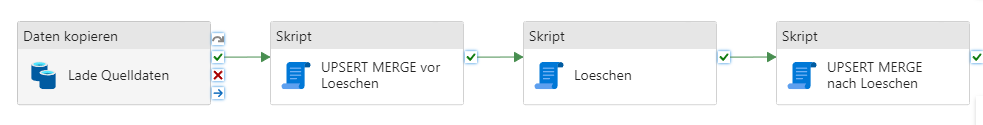 Daten kopieren
Lade Quelldaten
Skript
UPSERT MERGE vor
Loeschen
Skript
Loeschen
Skript
UPSERT MERGE
nach Loeschen